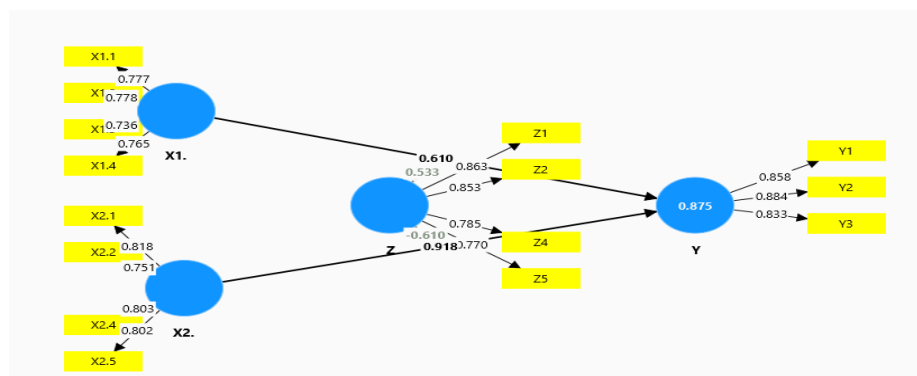 X1.1
0.777
X1.
0.778
X1.
0.736
0.765
X1.4
X1.
X2.1
0.818
X2.2
0.751
0.803
X2.4
0.802
X2.5
X2.
0.610
0.533
Z
-0.610
0.918
0.863
0.853
0.785
0.770
Z1
Z2
Z4
Z5
0.875
Y
0.858
0.884
0.833
Y1
Y2
Y3